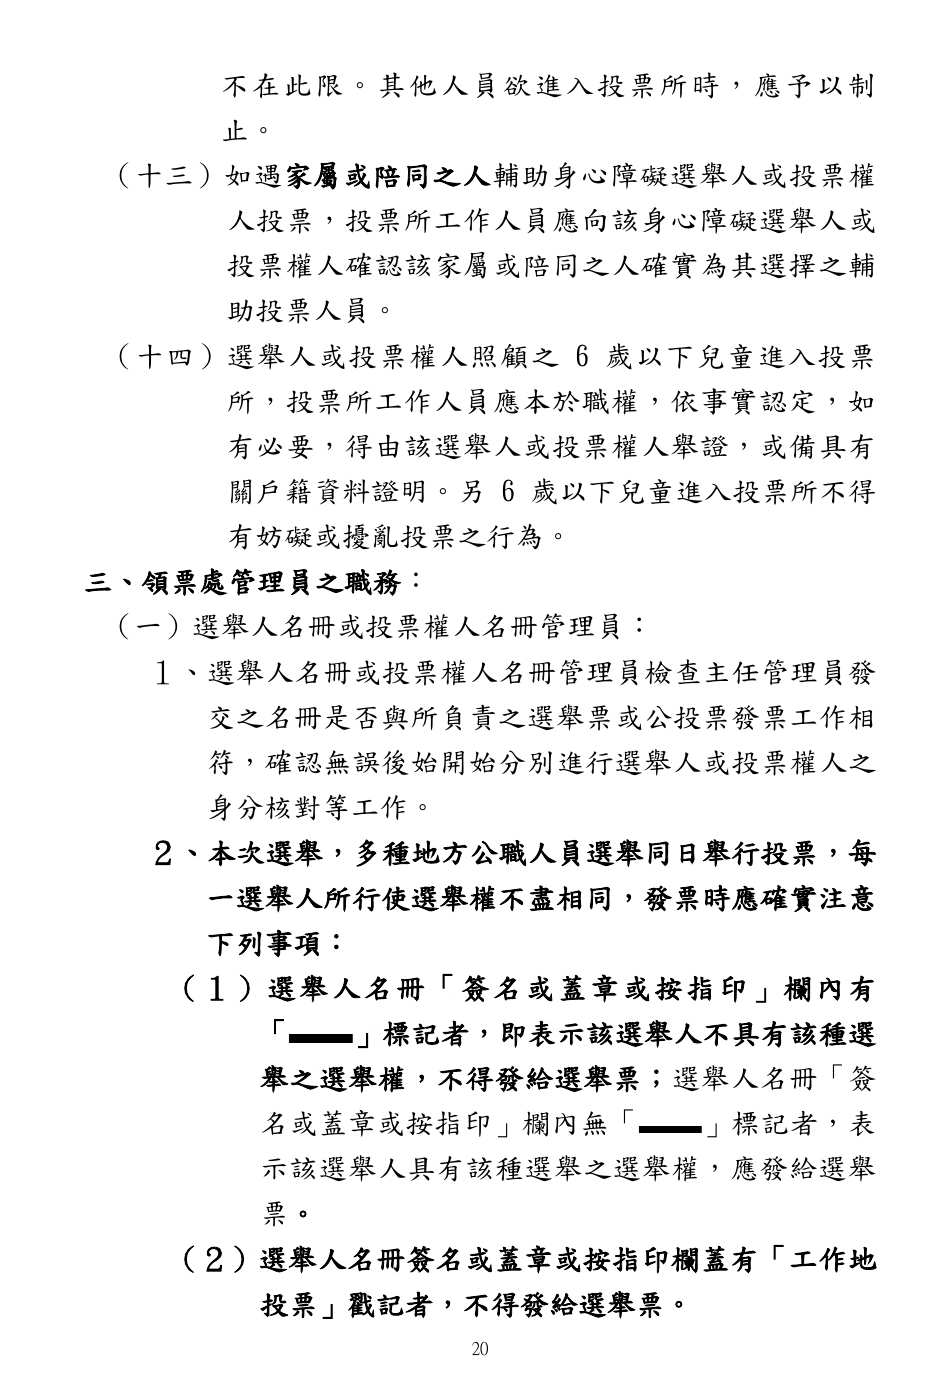 不在此限。其他人員欲進入投票所時，應予以制
止。
（十三）如遇家屬或陪同之人輔助身心障礙選舉人或投票權
人投票，投票所工作人員應向該身心障礙選舉人或
投票權人確認該家屬或陪同之人確實為其選擇之輔
助投票人員。
（十四）選舉人或投票權人照顧之 6 歲以下兒童進入投票
所，投票所工作人員應本於職權，依事實認定，如
有必要，得由該選舉人或投票權人舉證，或備具有
關戶籍資料證明。另 6 歲以下兒童進入投票所不得
有妨礙或擾亂投票之行為。
三、領票處管理員之職務：
（一）選舉人名冊或投票權人名冊管理員：
１、選舉人名冊或投票權人名冊管理員檢查主任管理員發
交之名冊是否與所負責之選舉票或公投票發票工作相
符，確認無誤後始開始分別進行選舉人或投票權人之
身分核對等工作。
２、本次選舉，多種地方公職人員選舉同日舉行投票，每
一選舉人所行使選舉權不盡相同，發票時應確實注意
下列事項：
（１）選舉人名冊「簽名或蓋章或按指印」欄內有
「▬▬」標記者，即表示該選舉人不具有該種選
舉之選舉權，不得發給選舉票；選舉人名冊「簽
名或蓋章或按指印」欄內無「▬▬」標記者，表
示該選舉人具有該種選舉之選舉權，應發給選舉
票。
（２）選舉人名冊簽名或蓋章或按指印欄蓋有「工作地
投票」戳記者，不得發給選舉票。
20